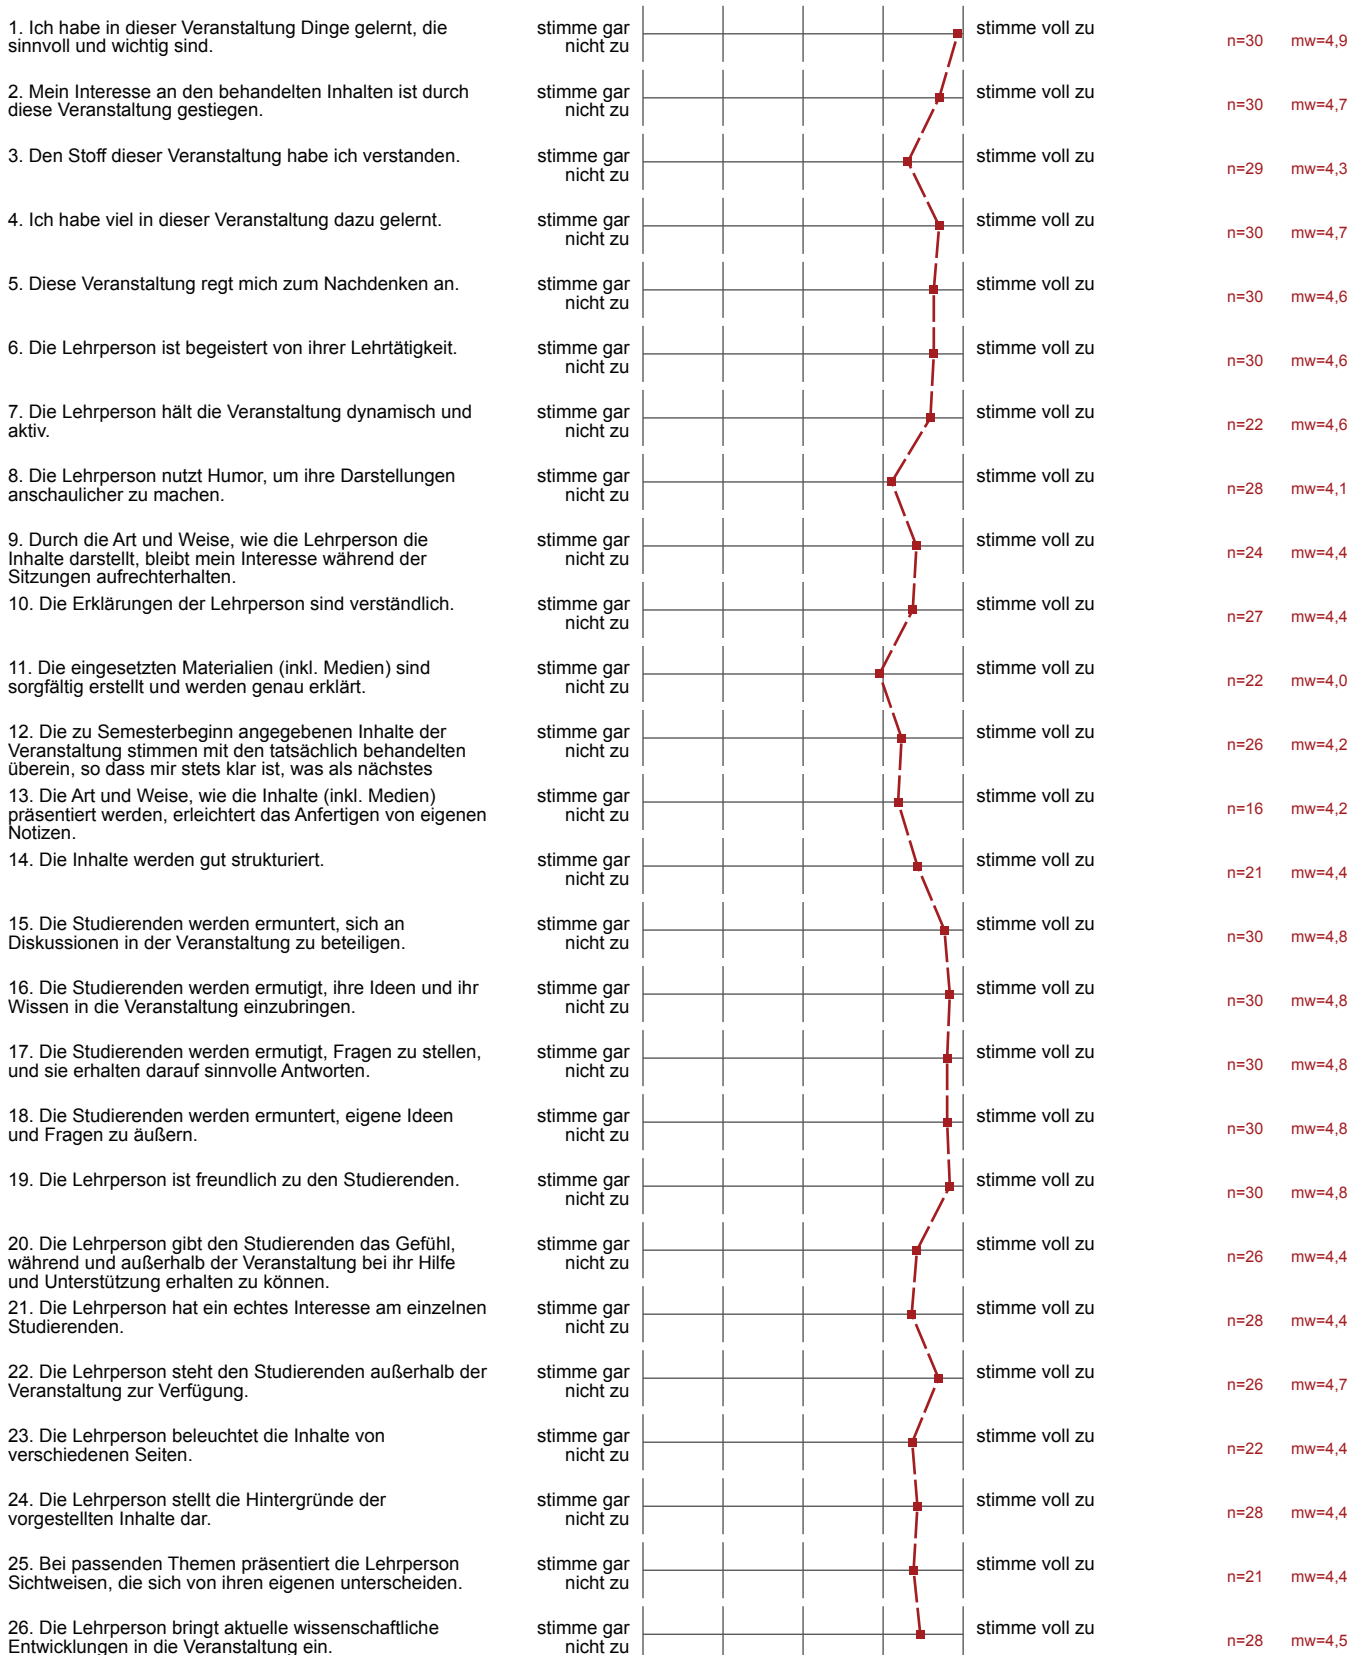 1. Ich habe in dieser Veranstaltung Dinge gelernt, die
sinnvoll und wichtig sind.
stimme gar
nicht zu
stimme voll zu
n=30 mw=4,9
2. Mein Interesse an den behandelten Inhalten ist durch
diese Veranstaltung gestiegen.
stimme gar
nicht zu
stimme voll zu
n=30 mw=4,7
3. Den Stoff dieser Veranstaltung habe ich verstanden.
stimme gar
nicht zu
stimme voll zu
n=29 mw=4,3
4. Ich habe viel in dieser Veranstaltung dazu gelernt.
stimme gar
nicht zu
stimme voll zu
n=30 mw=4,7
5. Diese Veranstaltung regt mich zum Nachdenken an.
stimme gar
nicht zu
stimme voll zu
n=30 mw=4,6
6. Die Lehrperson ist begeistert von ihrer Lehrtätigkeit.
stimme gar
nicht zu
stimme voll zu
n=30 mw=4,6
7. Die Lehrperson hält die Veranstaltung dynamisch und
aktiv.
stimme gar
nicht zu
stimme voll zu
n=22 mw=4,6
8. Die Lehrperson nutzt Humor, um ihre Darstellungen
anschaulicher zu machen.
stimme gar
nicht zu
stimme voll zu
n=28 mw=4,1
9. Durch die Art und Weise, wie die Lehrperson die
Inhalte darstellt, bleibt mein Interesse während der
Sitzungen aufrechterhalten.
stimme gar
nicht zu
stimme voll zu
n=24 mw=4,4
10. Die Erklärungen der Lehrperson sind verständlich.
stimme gar
nicht zu
stimme voll zu
n=27 mw=4,4
11. Die eingesetzten Materialien (inkl. Medien) sind
sorgfältig erstellt und werden genau erklärt.
stimme gar
nicht zu
stimme voll zu
n=22 mw=4,0
12. Die zu Semesterbeginn angegebenen Inhalte der
Veranstaltung stimmen mit den tatsächlich behandelten
überein, so dass mir stets klar ist, was als nächstes
stimme gar
nicht zu
stimme voll zu
n=26 mw=4,2
13. Die Art und Weise, wie die Inhalte (inkl. Medien)
präsentiert werden, erleichtert das Anfertigen von eigenen
Notizen.
stimme gar
nicht zu
stimme voll zu
n=16 mw=4,2
14. Die Inhalte werden gut strukturiert.
stimme gar
nicht zu
stimme voll zu
n=21 mw=4,4
15. Die Studierenden werden ermuntert, sich an
Diskussionen in der Veranstaltung zu beteiligen.
stimme gar
nicht zu
stimme voll zu
n=30 mw=4,8
16. Die Studierenden werden ermutigt, ihre Ideen und ihr
Wissen in die Veranstaltung einzubringen.
stimme gar
nicht zu
stimme voll zu
n=30 mw=4,8
17. Die Studierenden werden ermutigt, Fragen zu stellen,
und sie erhalten darauf sinnvolle Antworten.
stimme gar
nicht zu
stimme voll zu
n=30 mw=4,8
18. Die Studierenden werden ermuntert, eigene Ideen
und Fragen zu äußern.
stimme gar
nicht zu
stimme voll zu
n=30 mw=4,8
19. Die Lehrperson ist freundlich zu den Studierenden.
stimme gar
nicht zu
stimme voll zu
n=30 mw=4,8
20. Die Lehrperson gibt den Studierenden das Gefühl,
während und außerhalb der Veranstaltung bei ihr Hilfe
und Unterstützung erhalten zu können.
stimme gar
nicht zu
stimme voll zu
n=26 mw=4,4
21. Die Lehrperson hat ein echtes Interesse am einzelnen
Studierenden.
stimme gar
nicht zu
stimme voll zu
n=28 mw=4,4
22. Die Lehrperson steht den Studierenden außerhalb der
Veranstaltung zur Verfügung.
stimme gar
nicht zu
stimme voll zu
n=26 mw=4,7
23. Die Lehrperson beleuchtet die Inhalte von
verschiedenen Seiten.
stimme gar
nicht zu
stimme voll zu
n=22 mw=4,4
24. Die Lehrperson stellt die Hintergründe der
vorgestellten Inhalte dar.
stimme gar
nicht zu
stimme voll zu
n=28 mw=4,4
25. Bei passenden Themen präsentiert die Lehrperson
Sichtweisen, die sich von ihren eigenen unterscheiden.
stimme gar
nicht zu
stimme voll zu
n=21 mw=4,4
26. Die Lehrperson bringt aktuelle wissenschaftliche
Entwicklungen in die Veranstaltung ein.
stimme gar
nicht zu
stimme voll zu
n=28 mw=4,5